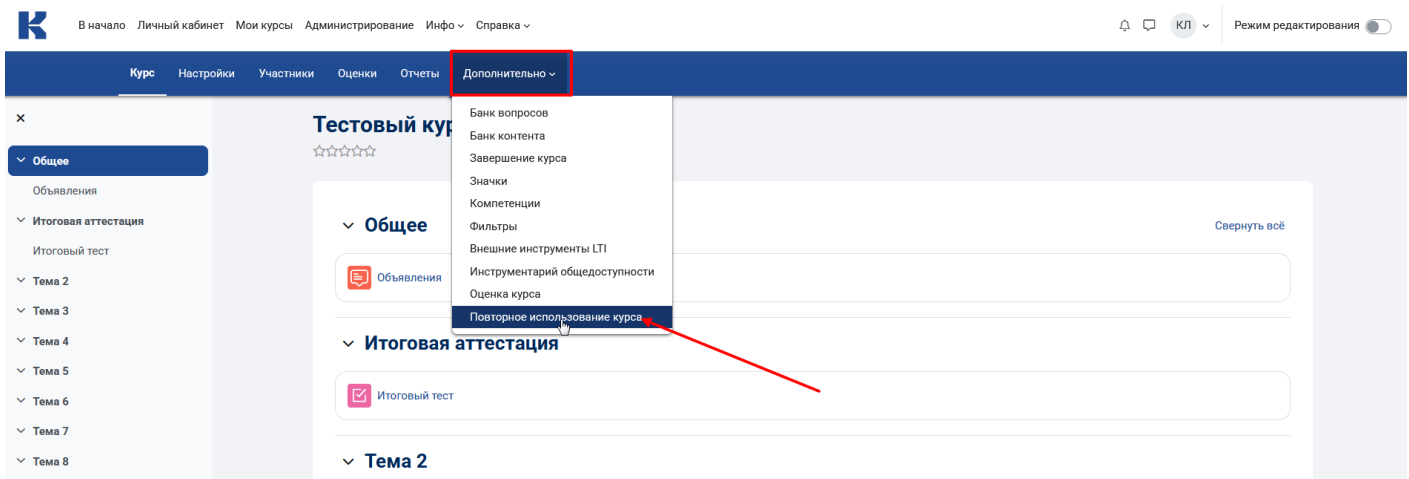 В начало Личный кабинет Мои курсы Администрирование Инфо Справка КЛ Режим редактирования
Курс Настройки Участники Оценки Отчеты Дополнительно
Общее
Объявления
Итоговая аттестация
Итоговый тест
Тема 2
Тема 3
Тема 4
Тема 5
Тема 6
Тема 7
Тема 8
Тестовый
Банк вопросов
Банк контента
Завершение курса
Значки
Компетенции
Фильтры
Внешние инструменты LTI
Инструментарий общедоступности
Оценка курса
Повторное использование курса
Общее
Свернуть всё
Объявления
Итоговая аттестация
Итоговый тест
Тема 2